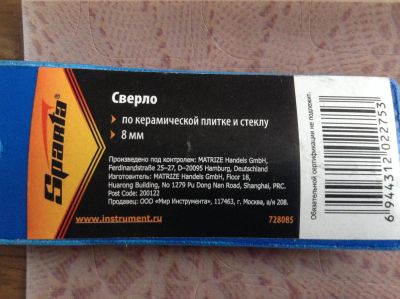 Sparta
Сверло
по керамической плитке и стеклу
8 мм
Произведено под контролем: MATRIZE Handels GmbH,
Ferdinandstraße 25–27, D–20095 Hamburg, Deutschland
Изготовитель: MATRIZE Handels GmbH, Floor 18,
Huarong Building, No 1279 Pu Dong Nan Road, Shanghai, PRC.
Post Code: 200122
Продавец: ООО «Мир Инструмента», 117463, г. Москва, а/я 208.
www.instrument.ru
728085
Обязательной сертификации не подлежит.
6 944312 022753